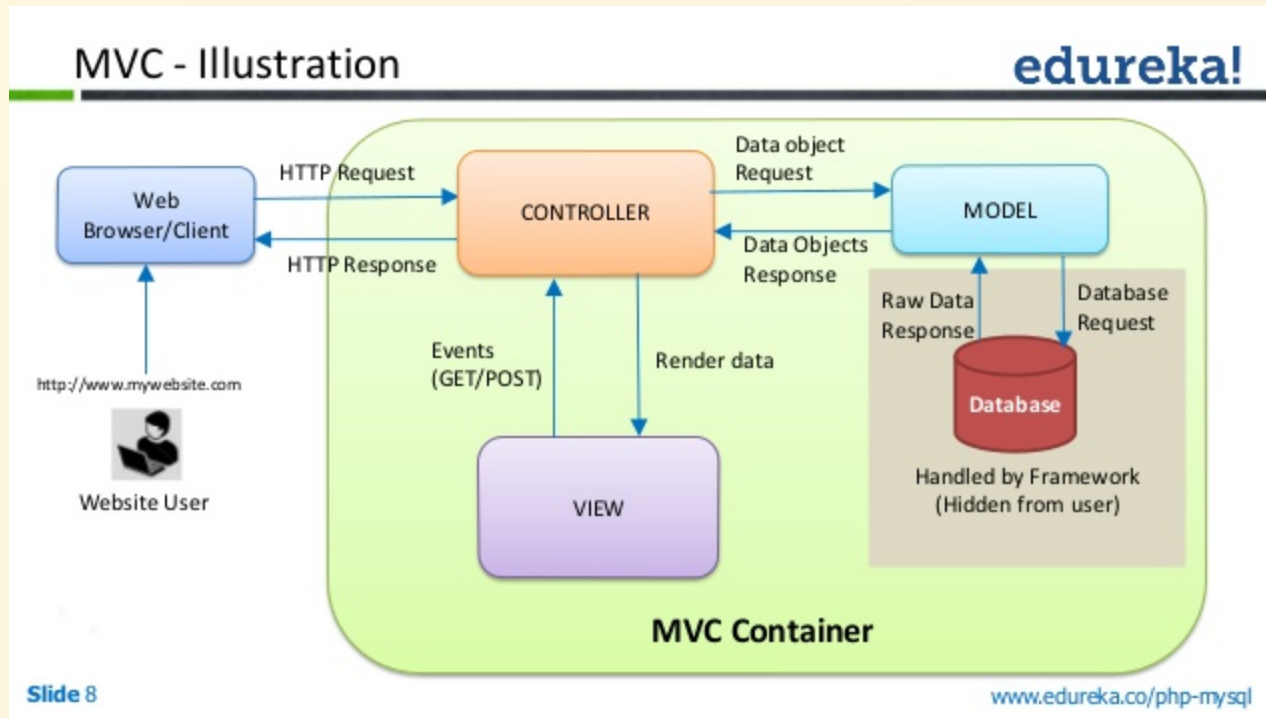 MVC - Illustration
edureka!
HTTP Request
Data object
Request
Web
Browser/Client
CONTROLLER
MODEL
HTTP Response
Data Objects
Response
Raw Data
Response
Database
Request
Events
(GET/POST)
Render data
http://www.mywebsite.com
Database
Website User
VIEW
Handled by Framework
(Hidden from user)
MVC Container
Slide 8
www.edureka.co/php-mysql